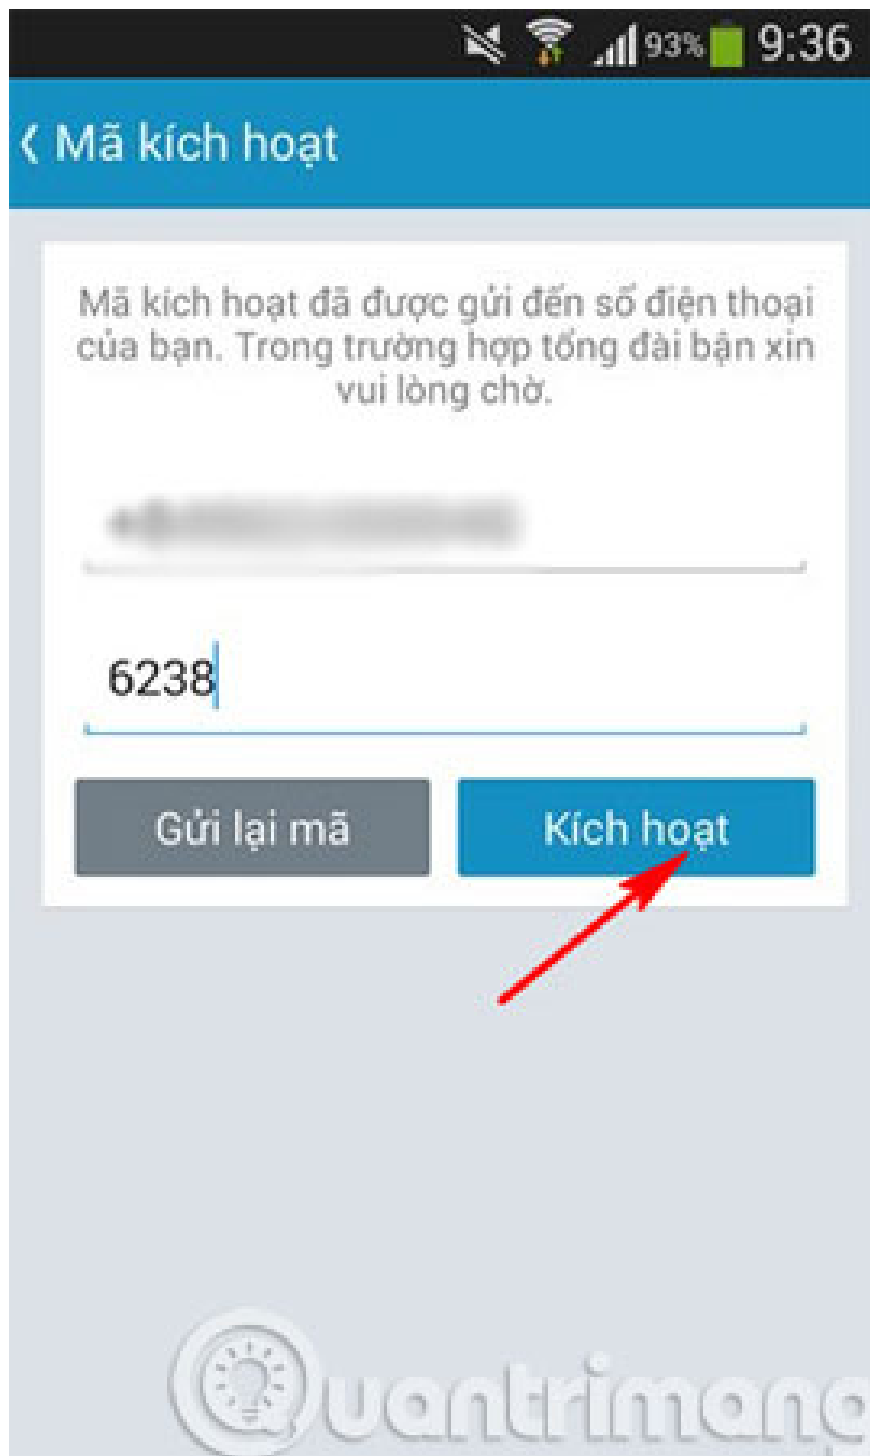 93% 9:36
Mã kích hoạt
Mã kích hoạt đã được gửi đến số điện thoại
của bạn. Trong trường hợp tổng đài bận xin
vui lòng chờ.
6238
Gửi lại mã Kích hoạt
Quantrimang